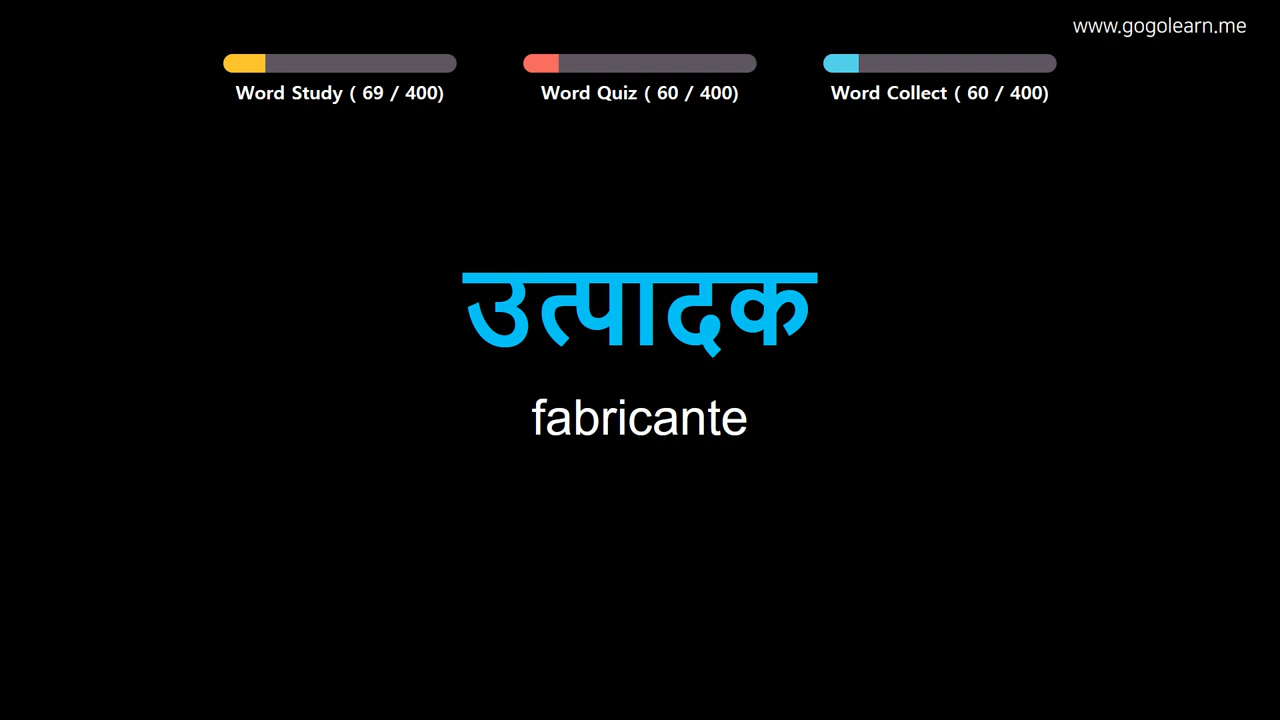 www.gogolearn.me
Word Study ( 69 / 400)
Word Quiz ( 60 / 400)
Word Collect ( 60 / 400)
उत्पादक
fabricante